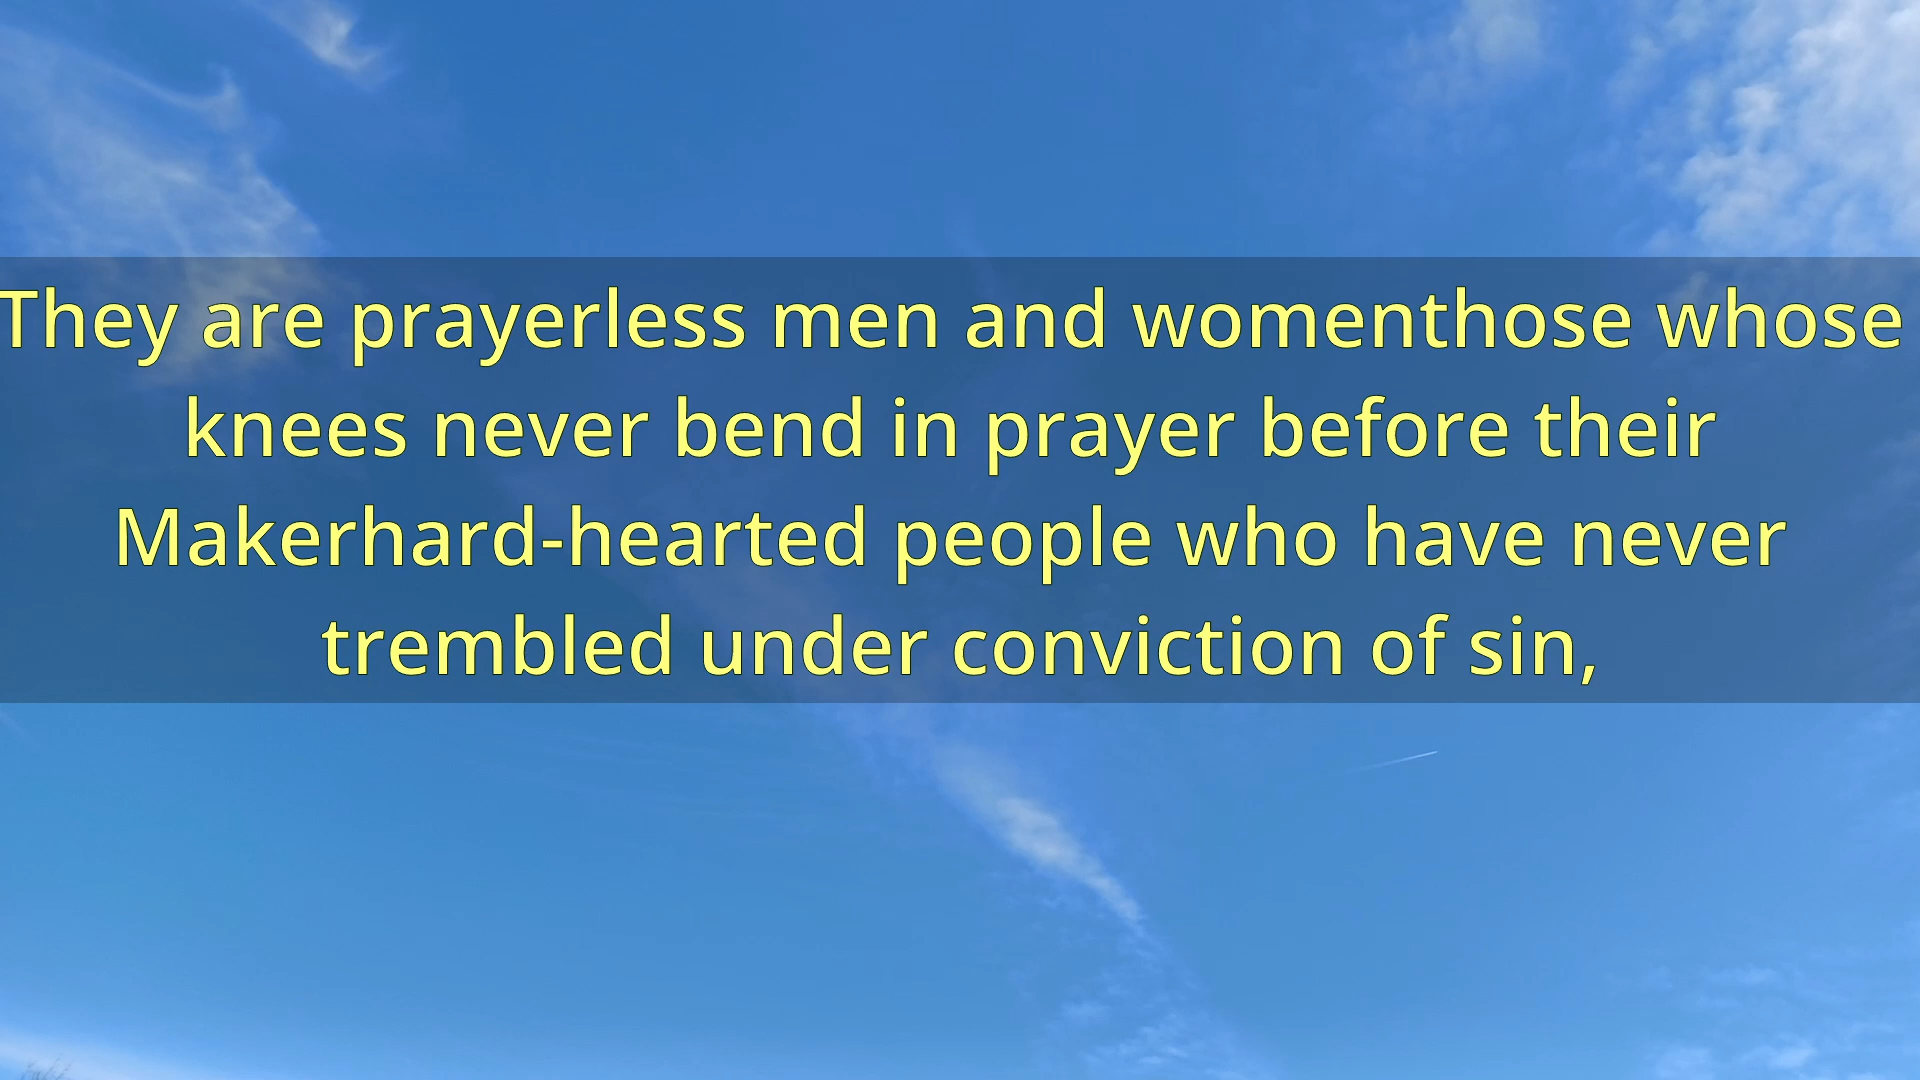 They are prayerless men and womenthose whose
knees never bend in prayer before their
Makerhard-hearted people who have never
trembled under conviction of sin,